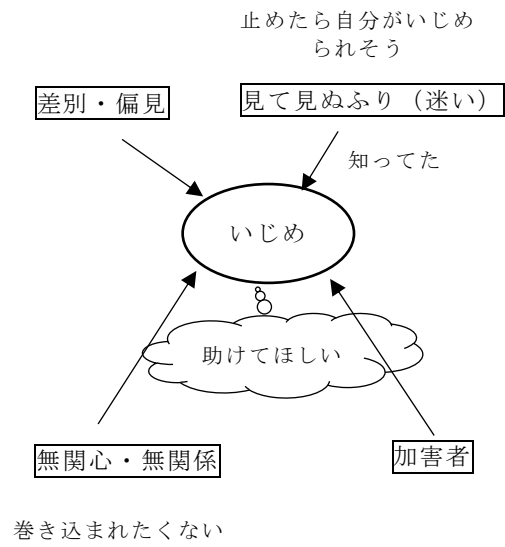 止めたら自分がいじめ
られそう
差別・偏見
見て見ぬふり（迷い）
知ってた
いじめ
助けてほしい
無関心・無関係
加害者
巻き込まれたくない